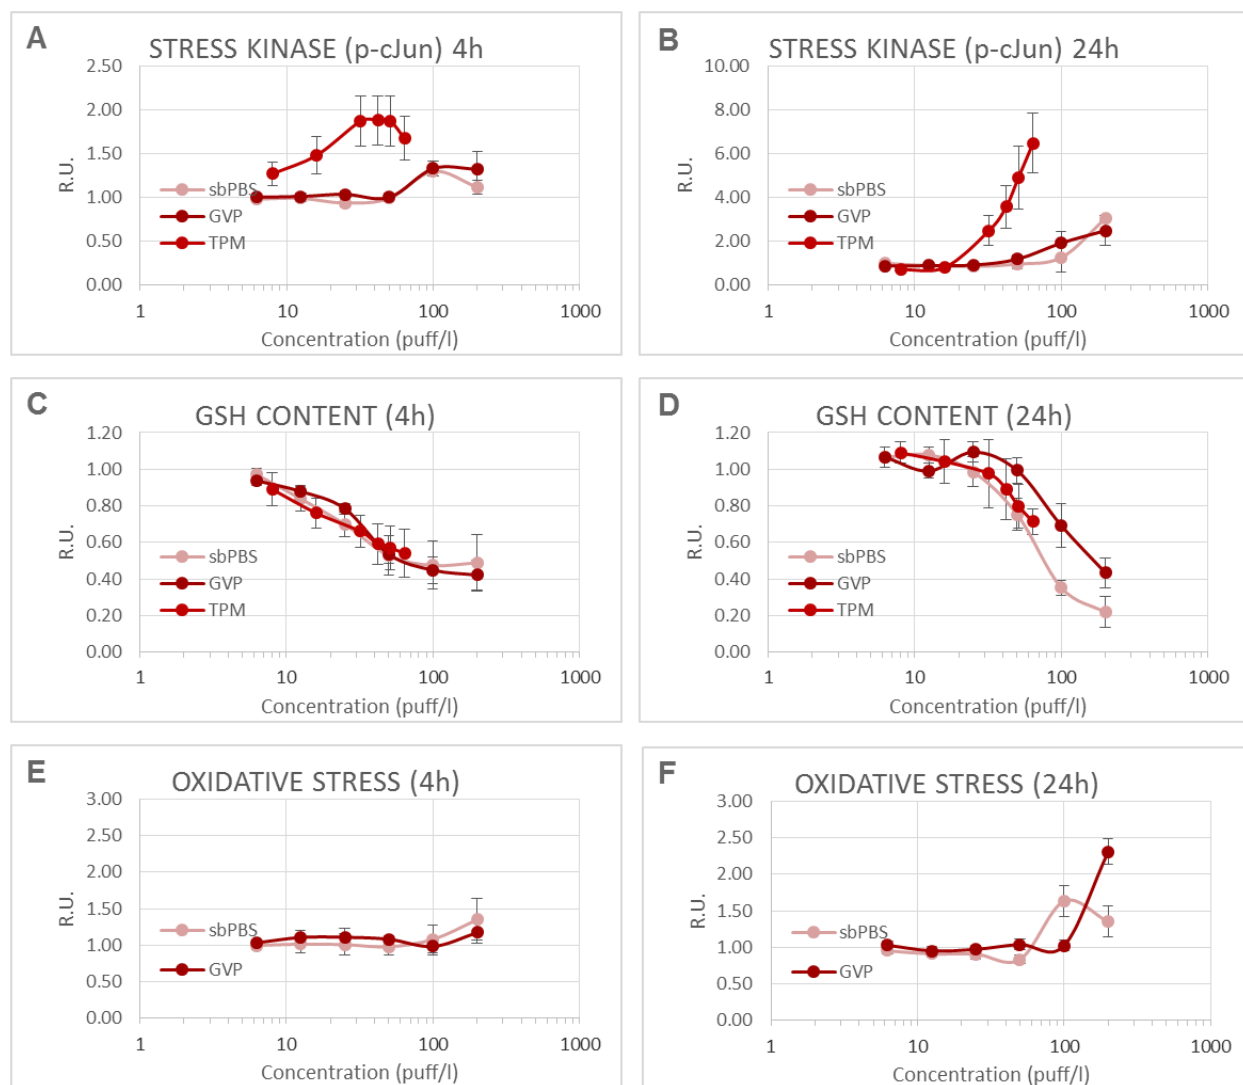 A
STRESS KINASE (p-cJun) 4h
2.50
2.00
1.50
1.00
0.50
0.00
R.U.
sbPBS
GVP
TPM
1 10 100 1000
Concentration (puff/l)
B
STRESS KINASE (p-cJun) 24h
10.00
8.00
6.00
4.00
2.00
0.00
R.U.
sbPBS
GVP
TPM
1 10 100 1000
Concentration (puff/l)
C
GSH CONTENT (4h)
1.20
1.00
0.80
0.60
0.40
0.20
0.00
R.U.
sbPBS
GVP
TPM
1 10 100 1000
Concentration (puff/l)
D
GSH CONTENT (24h)
1.20
1.00
0.80
0.60
0.40
0.20
0.00
R.U.
sbPBS
GVP
TPM
1 10 100 1000
Concentration (puff/l)
E
OXIDATIVE STRESS (4h)
3.00
2.50
2.00
1.50
1.00
0.50
0.00
R.U.
sbPBS
GVP
1 10 100 1000
Concentration (puff/l)
F
OXIDATIVE STRESS (24h)
3.00
2.50
2.00
1.50
1.00
0.50
0.00
R.U.
sbPBS
GVP
1 10 100 1000
Concentration (puff/l)